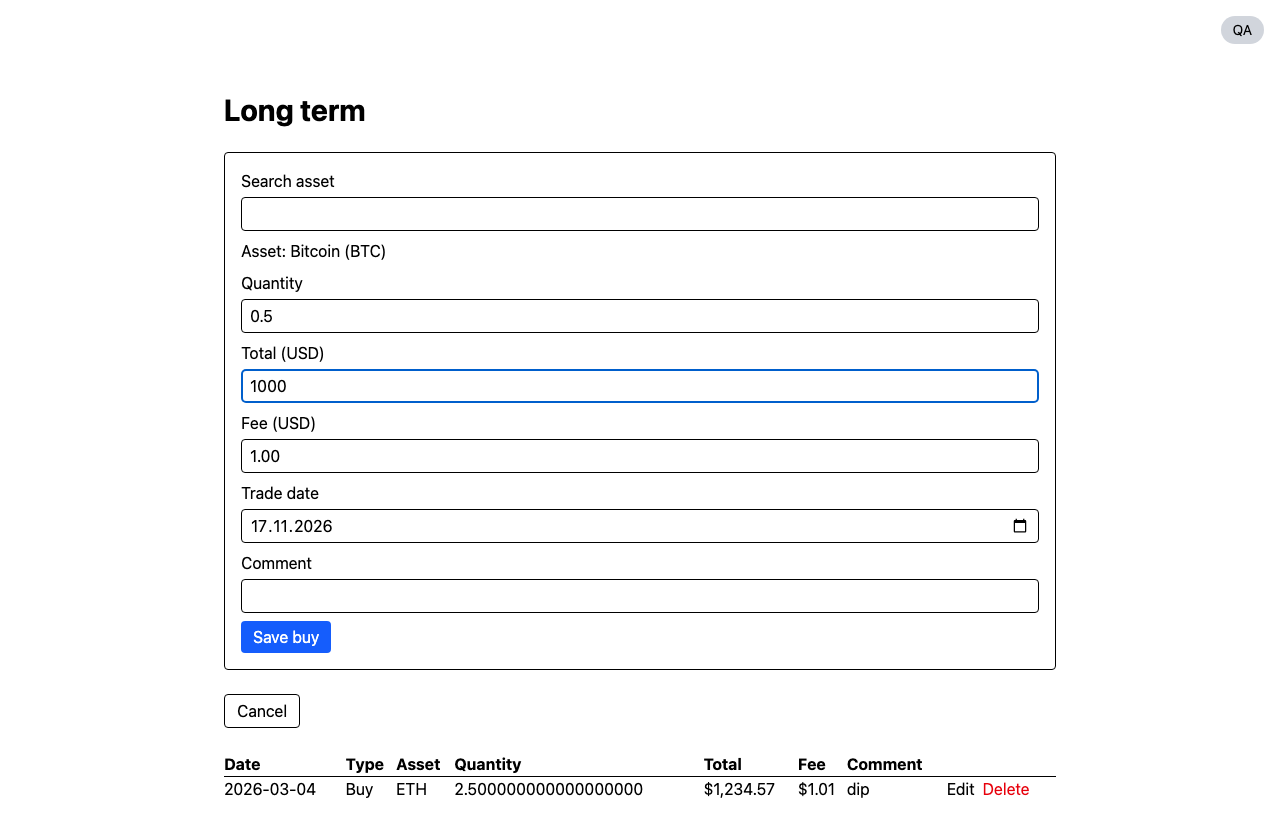 QA
Long term
Search asset
Asset: Bitcoin (BTC)
Quantity
0.5
Total (USD)
1000
Fee (USD)
1.00
Trade date
17.11.2026
Comment
Save buy
Cancel
Date Type Asset Quantity Total Fee Comment
2026-03-04 Buy ETH 2.500000000000000000 $1,234.57 $1.01 dip Edit Delete